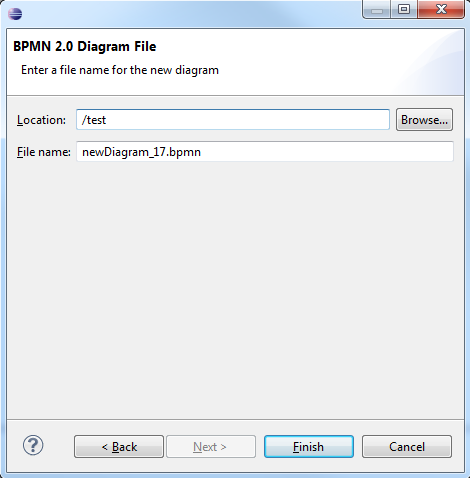 BPMN 2.0 Diagram File
Enter a file name for the new diagram
Location: /test Browse...
File name: newDiagram_17.bpmn
? < Back Next > Finish Cancel